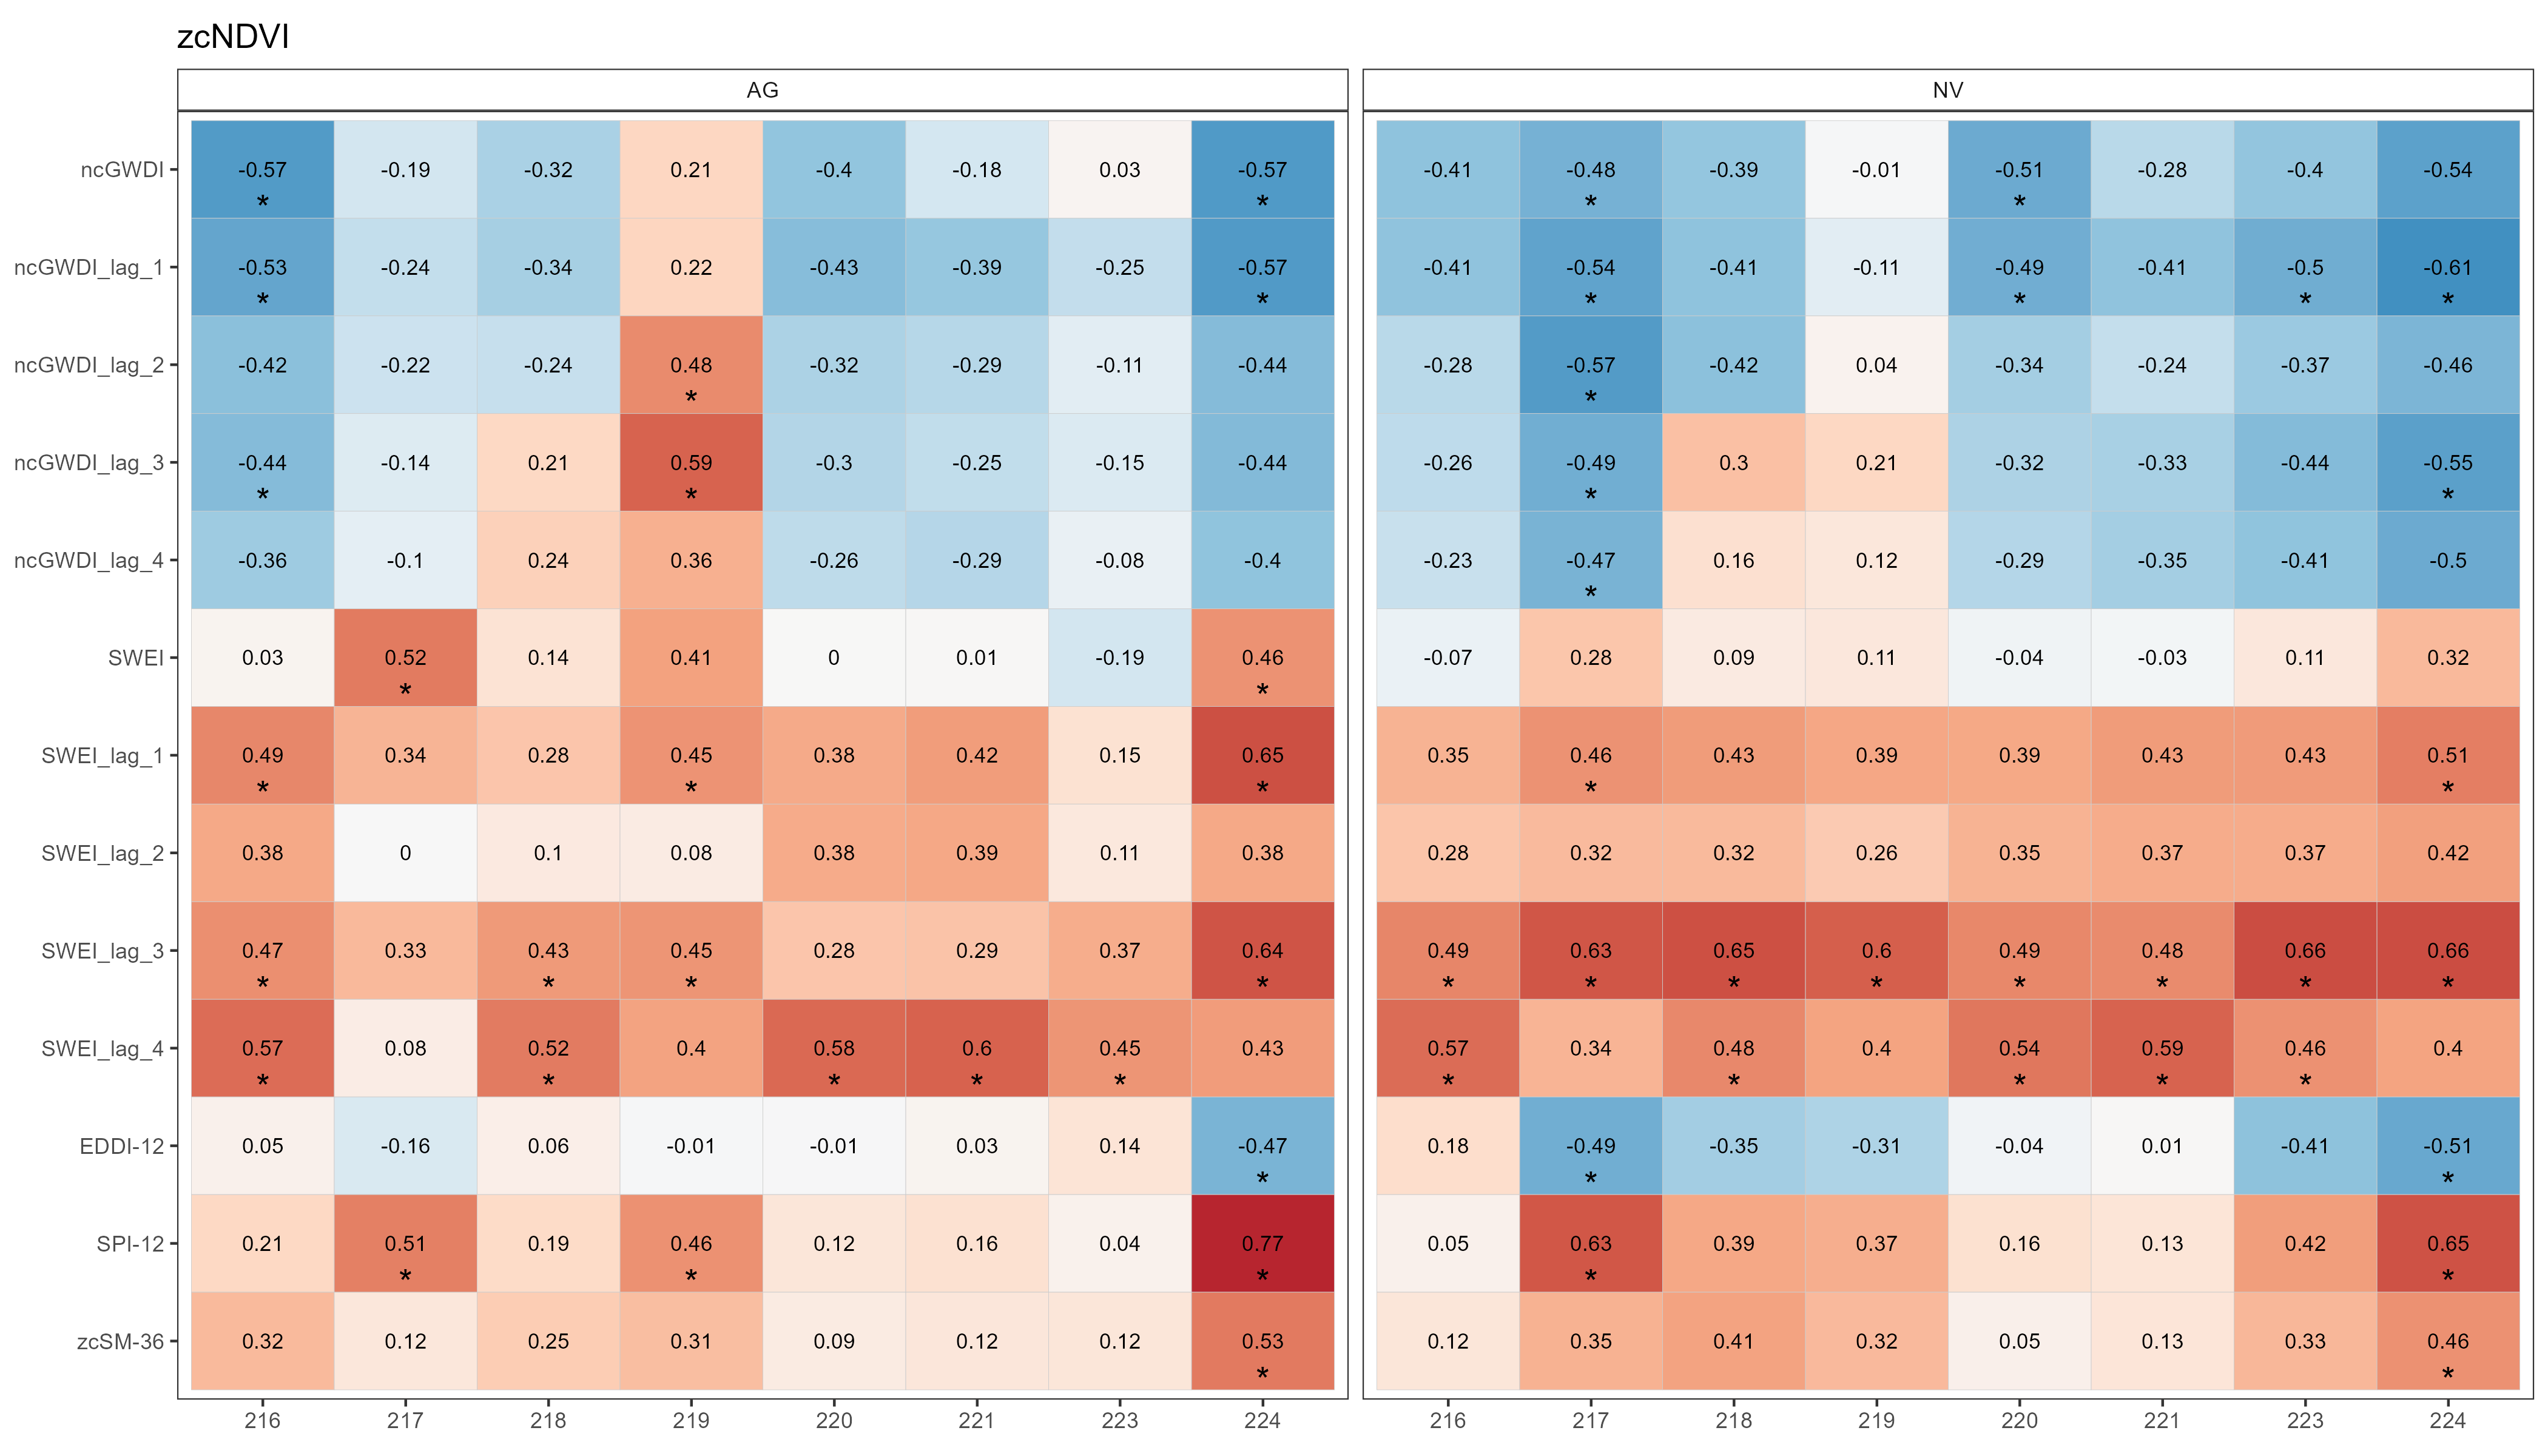 zcNDVI
AG NV
ncGWDI -0.57 -0.19 -0.32 0.21 -0.4 -0.18 0.03 -0.57 -0.41 -0.48 -0.39 -0.01 -0.51 -0.28 -0.4 -0.54
* * * *
ncGWDI_lag_1 -0.53 -0.24 -0.34 0.22 -0.43 -0.39 -0.25 -0.57 -0.41 -0.54 -0.41 -0.11 -0.49 -0.41 -0.5 -0.61
* * * * * *
ncGWDI_lag_2 -0.42 -0.22 -0.24 0.48 -0.32 -0.29 -0.11 -0.44 -0.28 -0.57 -0.42 0.04 -0.34 -0.24 -0.37 -0.46
* *
ncGWDI_lag_3 -0.44 -0.14 0.21 0.59 -0.3 -0.25 -0.15 -0.44 -0.26 -0.49 0.3 0.21 -0.32 -0.33 -0.44 -0.55
* * * *
ncGWDI_lag_4 -0.36 -0.1 0.24 0.36 -0.26 -0.29 -0.08 -0.4 -0.23 -0.47 0.16 0.12 -0.29 -0.35 -0.41 -0.5
*
SWEI 0.03 0.52 0.14 0.41 0 0.01 -0.19 0.46 -0.07 0.28 0.09 0.11 -0.04 -0.03 0.11 0.32
* *
SWEI_lag_1 0.49 0.34 0.28 0.45 0.38 0.42 0.15 0.65 0.35 0.46 0.43 0.39 0.39 0.43 0.43 0.51
* * * * *
SWEI_lag_2 0.38 0 0.1 0.08 0.38 0.39 0.11 0.38 0.28 0.32 0.32 0.26 0.35 0.37 0.37 0.42
SWEI_lag_3 0.47 0.33 0.43 0.45 0.28 0.29 0.37 0.64 0.49 0.63 0.65 0.6 0.49 0.48 0.66 0.66
* * * * * * * * * * * *
SWEI_lag_4 0.57 0.08 0.52 0.4 0.58 0.6 0.45 0.43 0.57 0.34 0.48 0.4 0.54 0.59 0.46 0.4
* * * * * * * * * *
EDDI-12 0.05 -0.16 0.06 -0.01 -0.01 0.03 0.14 -0.47 0.18 -0.49 -0.35 -0.31 -0.04 0.01 -0.41 -0.51
* * *
SPI-12 0.21 0.51 0.19 0.46 0.12 0.16 0.04 0.77 0.05 0.63 0.39 0.37 0.16 0.13 0.42 0.65
* * * * *
zcSM-36 0.32 0.12 0.25 0.31 0.09 0.12 0.12 0.53 0.12 0.35 0.41 0.32 0.05 0.13 0.33 0.46
* *
216 217 218 219 220 221 223 224 216 217 218 219 220 221 223 224